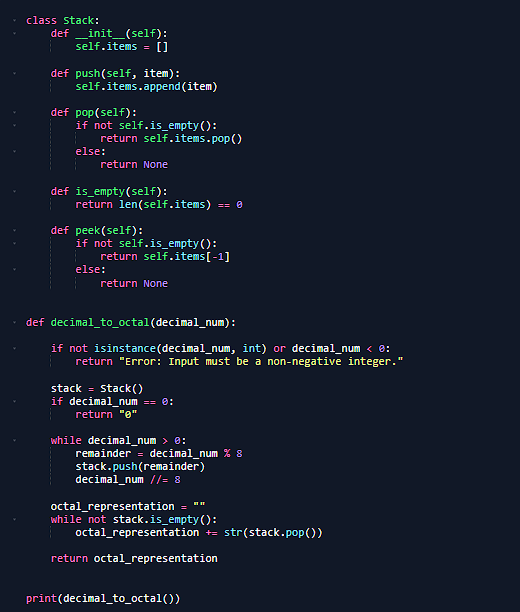 class Stack:
    def __init__(self):
        self.items = []

    def push(self, item):
        self.items.append(item)

    def pop(self):
        if not self.is_empty():
            return self.items.pop()
        else:
            return None

    def is_empty(self):
        return len(self.items) == 0

    def peek(self):
        if not self.is_empty():
            return self.items[-1]
        else:
            return None


def decimal_to_octal(decimal_num):

    if not isinstance(decimal_num, int) or decimal_num < 0:
        return "Error: Input must be a non-negative integer."

    stack = Stack()
    if decimal_num == 0:
        return "0"

    while decimal_num > 0:
        remainder = decimal_num % 8
        stack.push(remainder)
        decimal_num //= 8

    octal_representation = ""
    while not stack.is_empty():
        octal_representation += str(stack.pop())

    return octal_representation


print(decimal_to_octal())